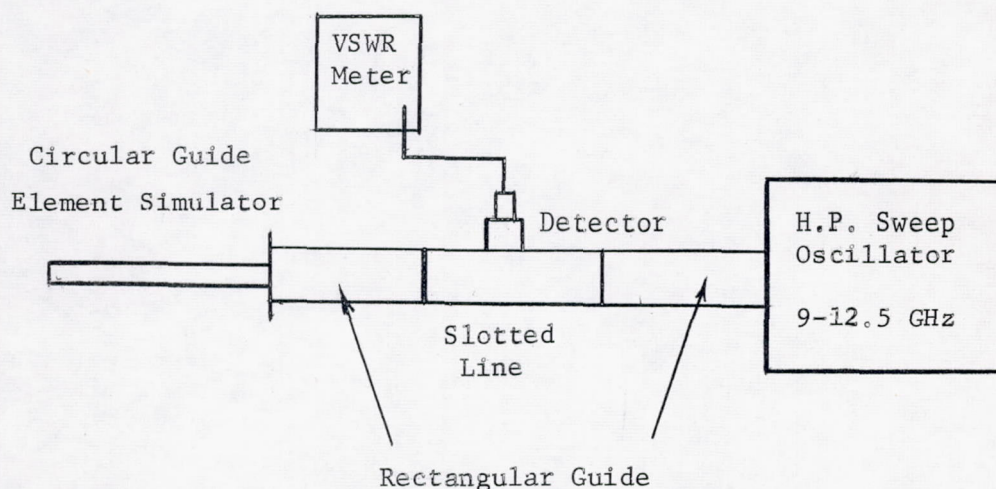 VSWR
Meter
Circular Guide
Element Simulator
Detector
H.P. Sweep
Oscillator
9-12.5 GHz
Slotted
Line
Rectangular Guide